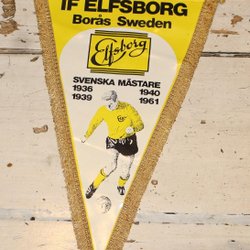 IF ELFSBORG
Borås Sweden
Elfsborg
SVENSKA MÄSTARE
1936 1940
1939 1961